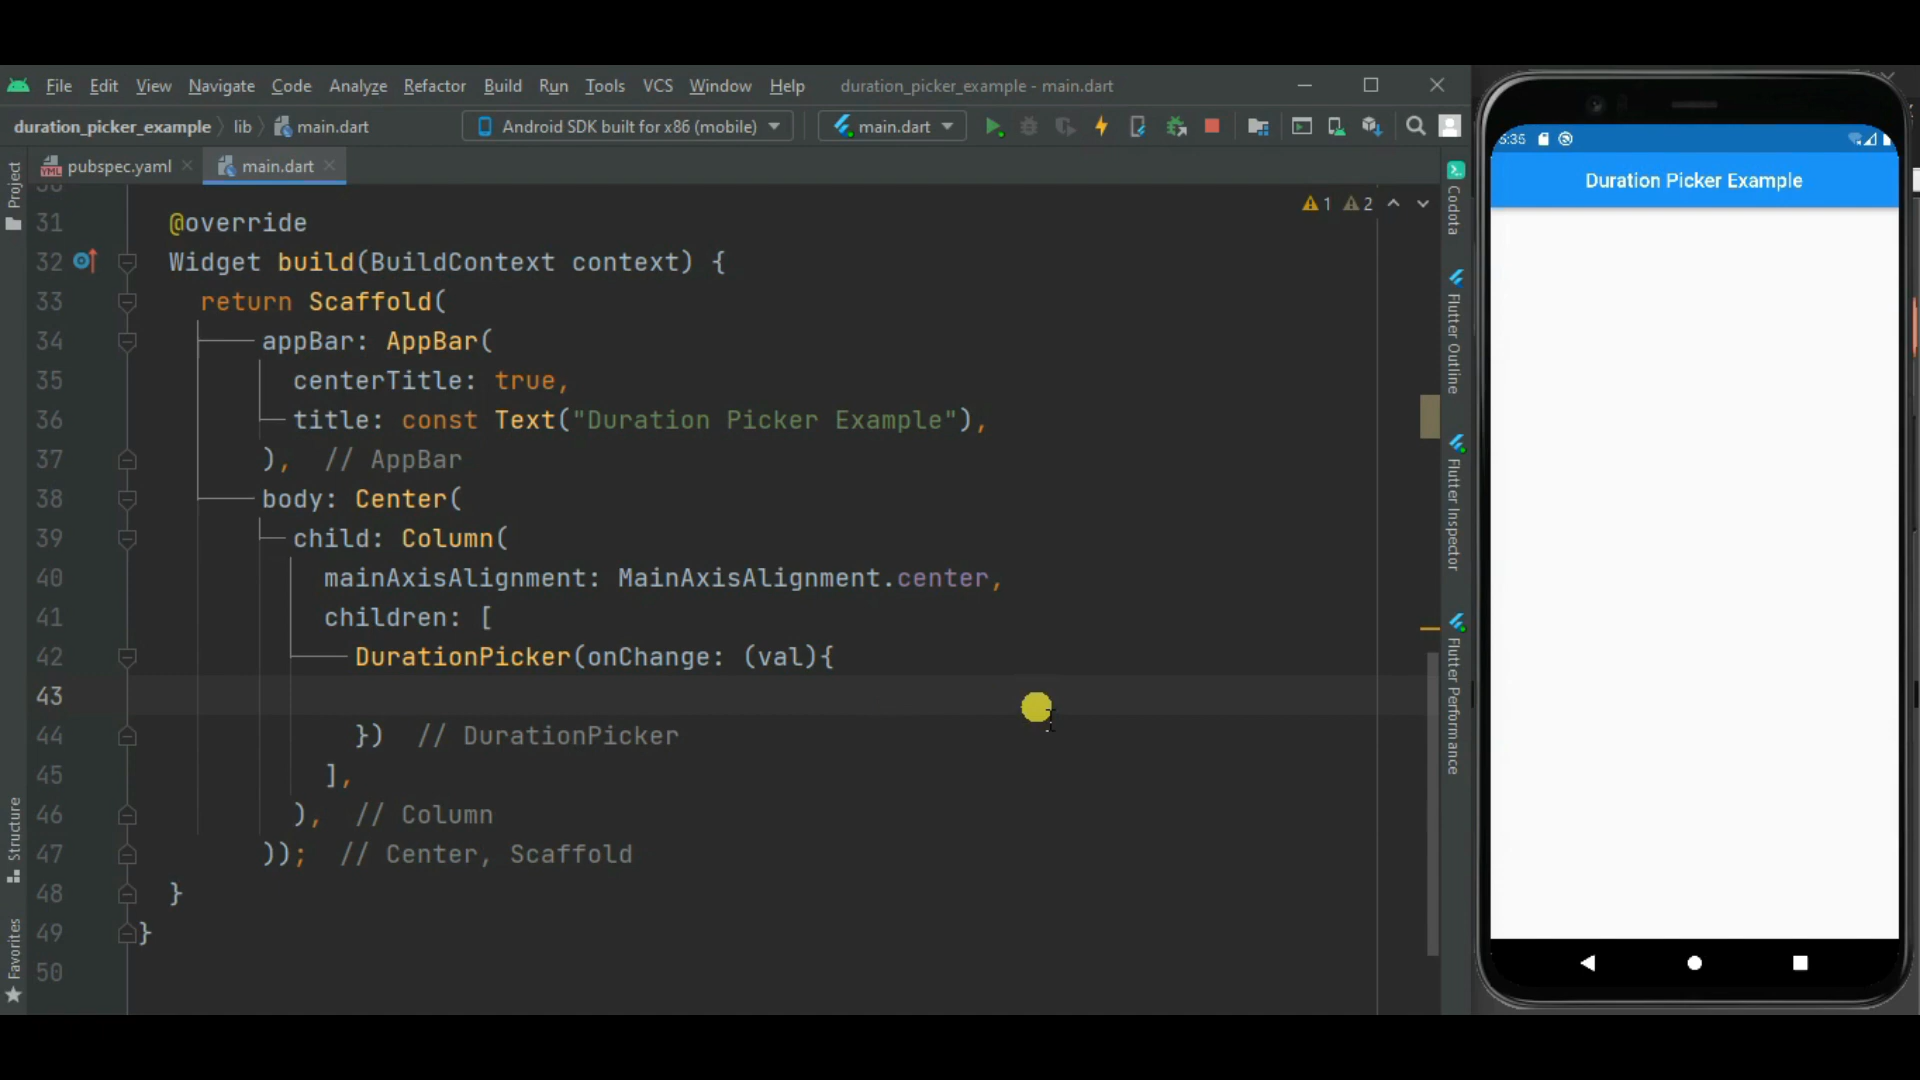 File Edit View Navigate Code Analyze Refactor Build Run Tools VCS Window Help duration_picker_example - main.dart
duration_picker_example lib main.dart Android SDK built for x86 (mobile) main.dart
pubspec.yaml main.dart
Project
Structure
Favorites
1 2
31 @override
32 Widget build(BuildContext context) {
33 return Scaffold(
34 appBar: AppBar(
35 centerTitle: true,
36 title: const Text("Duration Picker Example"),
37 ), // AppBar
38 body: Center(
39 child: Column(
40 mainAxisAlignment: MainAxisAlignment.center,
41 children: [
42 DurationPicker(onChange: (val){
43
44 }) // DurationPicker
45 ],
46 ), // Column
47 )); // Center, Scaffold
48 }
49 }
50
Codota
Flutter Outline
Flutter Inspector
Flutter Performance
5:35
Duration Picker Example